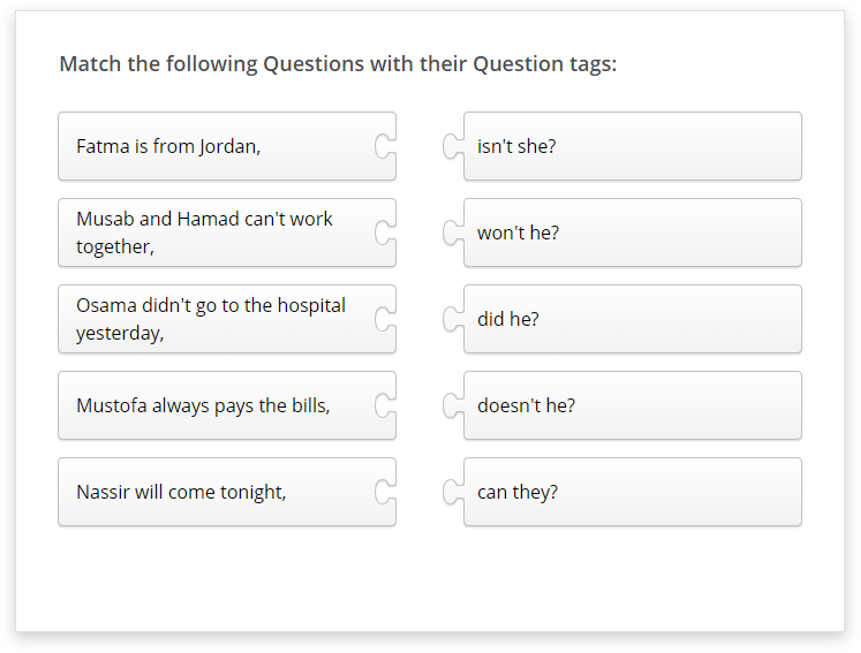 Match the following Questions with their Question tags:
Fatma is from Jordan,
isn't she?
Musab and Hamad can't work
together,
won't he?
Osama didn't go to the hospital
yesterday,
did he?
Mustofa always pays the bills,
doesn't he?
Nassir will come tonight,
can they?